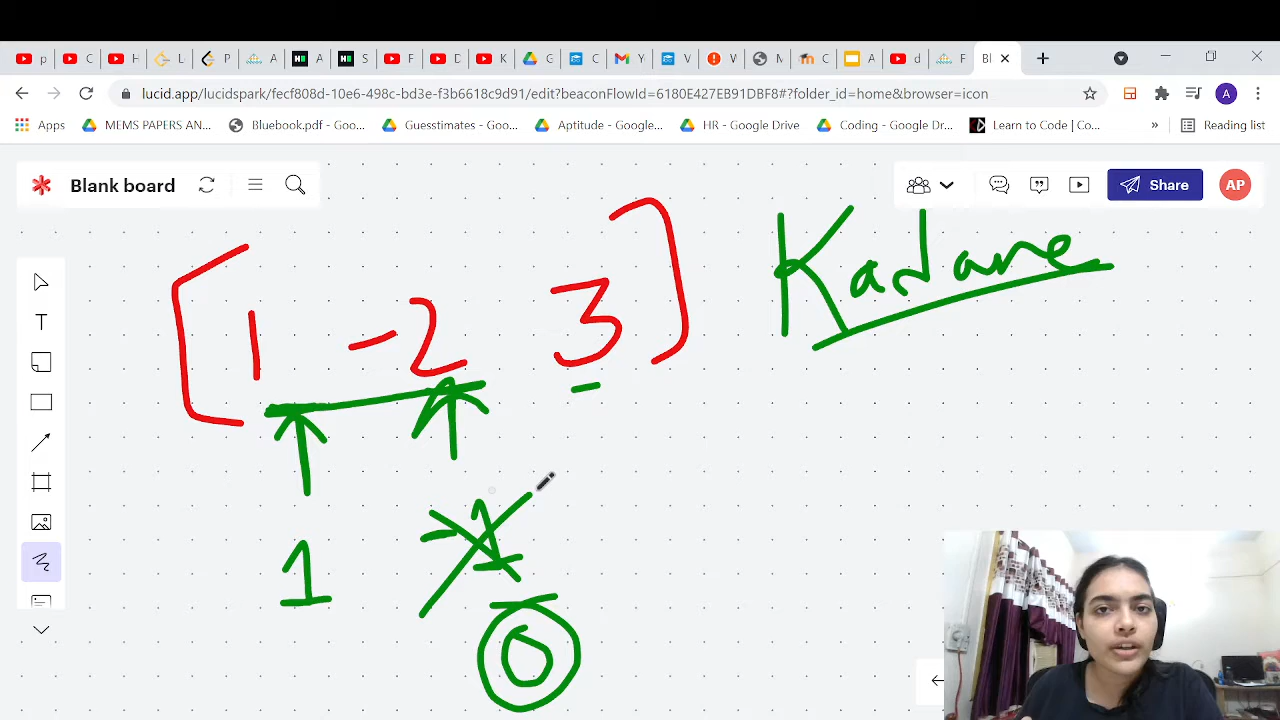 p
C
H
L
P
A
A
S
F
D
K
G
C
Y
V
W
M
C
A
d
F
Bl
lucid.app/lucidspark/fecf808d-10e6-498c-bd3e-f3b6618c9d91/edit?beaconFlowId=6180E427EB91DBF8#?folder_id=home&browser=icon
A
Apps
MEMS PAPERS AN...
Bluebook.pdf - Goo...
Guesstimates - Goo...
Aptitude - Google...
HR - Google Drive
Coding - Google Dr...
Learn to Code | Co...
»
Reading list
Blank board
Share
AP
T
[1 -2 3]
Kadane
1
-1
0